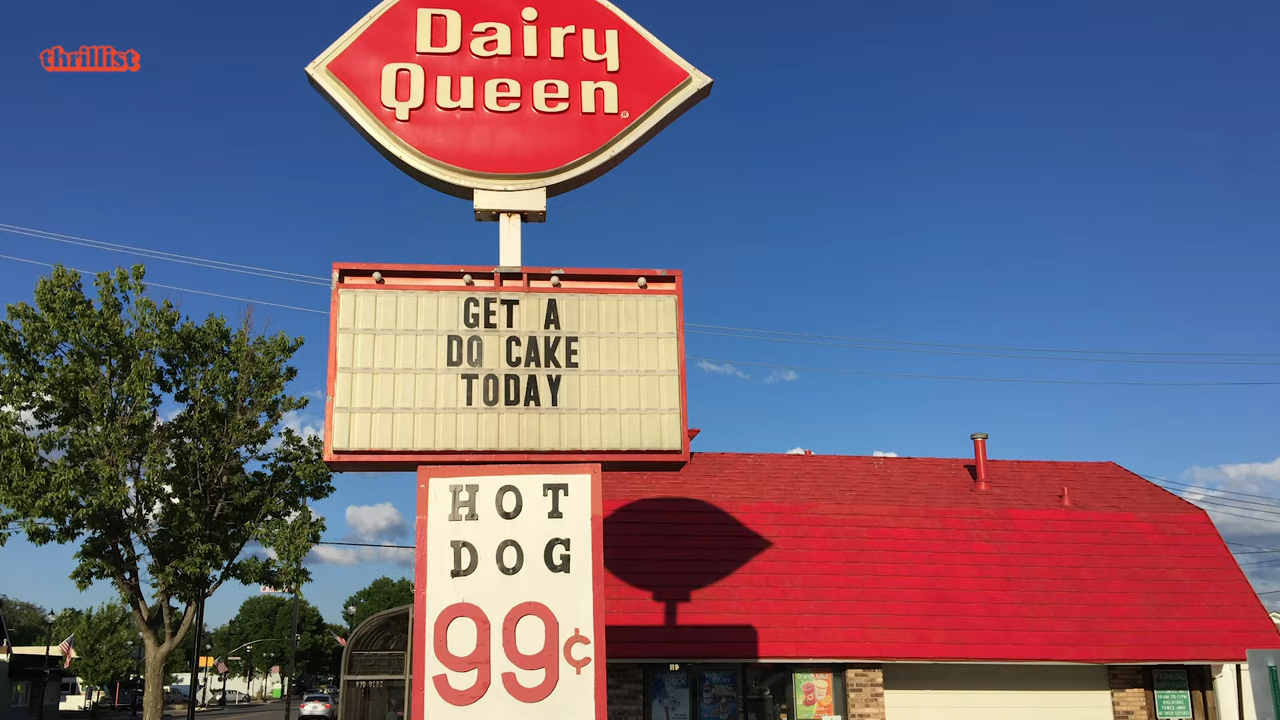 thrillist
Dairy
Queen
GET A
DQ CAKE
TODAY
HOT
DOG
99¢